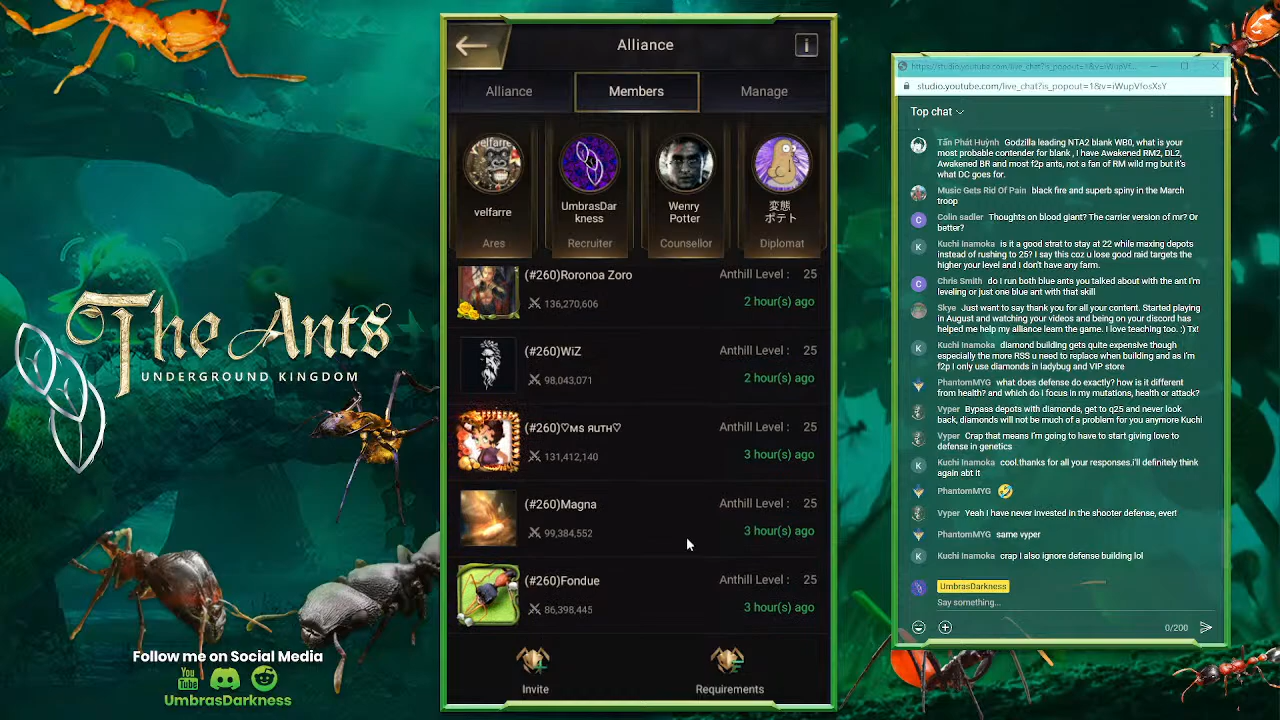 The Ants
UNDERGROUND KINGDOM
Follow me on Social Media
You
Tube
UmbrasDarkness
Alliance
i
Alliance
Members
Manage
velfarre
velfarre
Ares
UmbrasDar
kness
Recruiter
Wenry
Potter
Counsellor
変態
ポテト
Diplomat
(#260)Roronoa Zoro
Anthill Level : 25
136,270,606
2 hour(s) ago
(#260)WiZ
Anthill Level : 25
98,043,071
2 hour(s) ago
(#260)♡мs яυтн♡
Anthill Level : 25
131,412,140
3 hour(s) ago
(#260)Magna
Anthill Level : 25
99,384,552
3 hour(s) ago
(#260)Fondue
Anthill Level : 25
86,398,445
3 hour(s) ago
Invite
Requirements
https://studio.youtube.com/live_chat?is_popout=1&v=iWupVf...
studio.youtube.com/live_chat?is_popout=1&v=iWupVfosXsY
Top chat
Tấn Phát Huỳnh Godzilla leading NTA2 blank WB0, what is your
most probable contender for blank , I have Awakened RM2, DL2,
Awakened BR and most f2p ants, not a fan of RM wild mg but it's
what DC goes for.
Music Gets Rid Of Pain black fire and superb spiny in the March
troop
C
Colin sadler Thoughts on blood giant? The carrier version of mr? Or
better?
K
Kuchi Inamoka is it a good strat to stay at 22 while maxing depots
instead of rushing to 25? I say this coz u lose good raid targets the
higher your level and I don't have any farm.
C
Chris Smith do I run both blue ants you talked about with the ant I'm
leveling or just one blue ant with that skill
Skye Just want to say thank you for all your content. Started playing
in August and watching your videos and being on your discord has
helped me help my alliance learn the game. I love teaching too. :) Tx!
K
Kuchi Inamoka diamond building gets quite expensive though
especially the more RSS u need to replace when building and as I'm
f2p I only use diamonds in ladybug and VIP store
PhantomMYG what does defense do exactly? how is it different
from health? and which do I focus in my mutations, health or attack?
Vyper Bypass depots with diamonds, get to q25 and never look
back, diamonds will not be much of a problem for you anymore Kuchi
Vyper Crap that means I'm going to have to start giving love to
defense in genetics
K
Kuchi Inamoka cool.thanks for all your responses.i'll definitely think
again abt it
PhantomMYG 🤣
Vyper Yeah I have never invested in the shooter defense, ever!
PhantomMYG same vyper
K
Kuchi Inamoka crap I also ignore defense building lol
UmbrasDarkness
Say something...
0/200